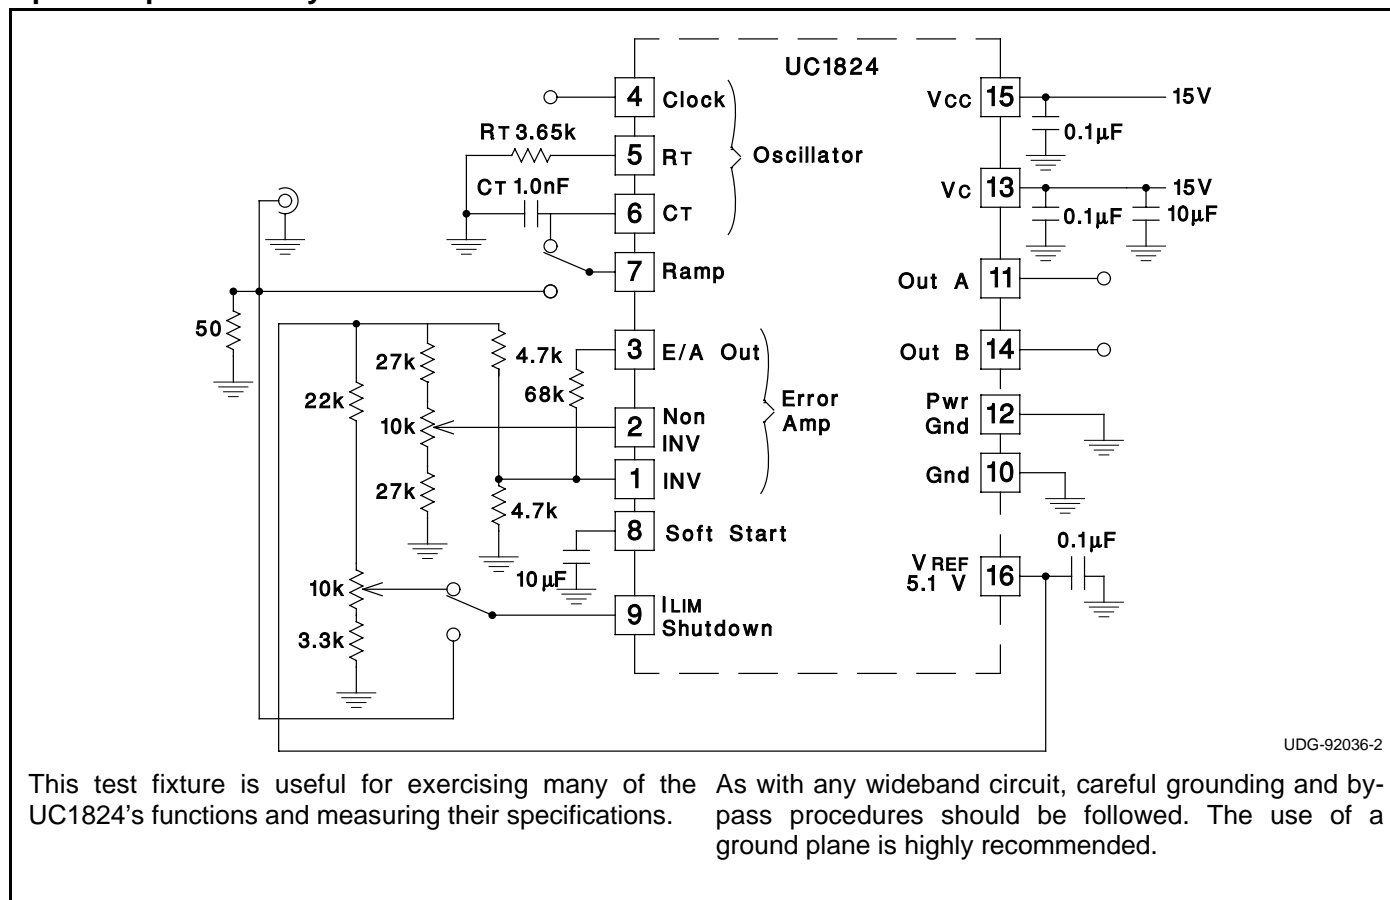 UC1824
4 Clock
RT 3.65k
5 RT
Oscillator
CT 1.0nF
6 CT
7 Ramp
50
3 E/A Out
27k
4.7k
22k
68k
Error
Amp
10k
2 Non
INV
1 INV
27k
4.7k
8 Soft Start
10µF
10k
9 ILIM
Shutdown
3.3k
VCC 15
15V
0.1µF
VC 13
15V
0.1µF
10µF
Out A 11
Out B 14
Pwr
Gnd 12
Gnd 10
0.1µF
VREF
5.1 V 16
UDG-92036-2
This test fixture is useful for exercising many of the
UC1824's functions and measuring their specifications.
As with any wideband circuit, careful grounding and by-
pass procedures should be followed. The use of a
ground plane is highly recommended.